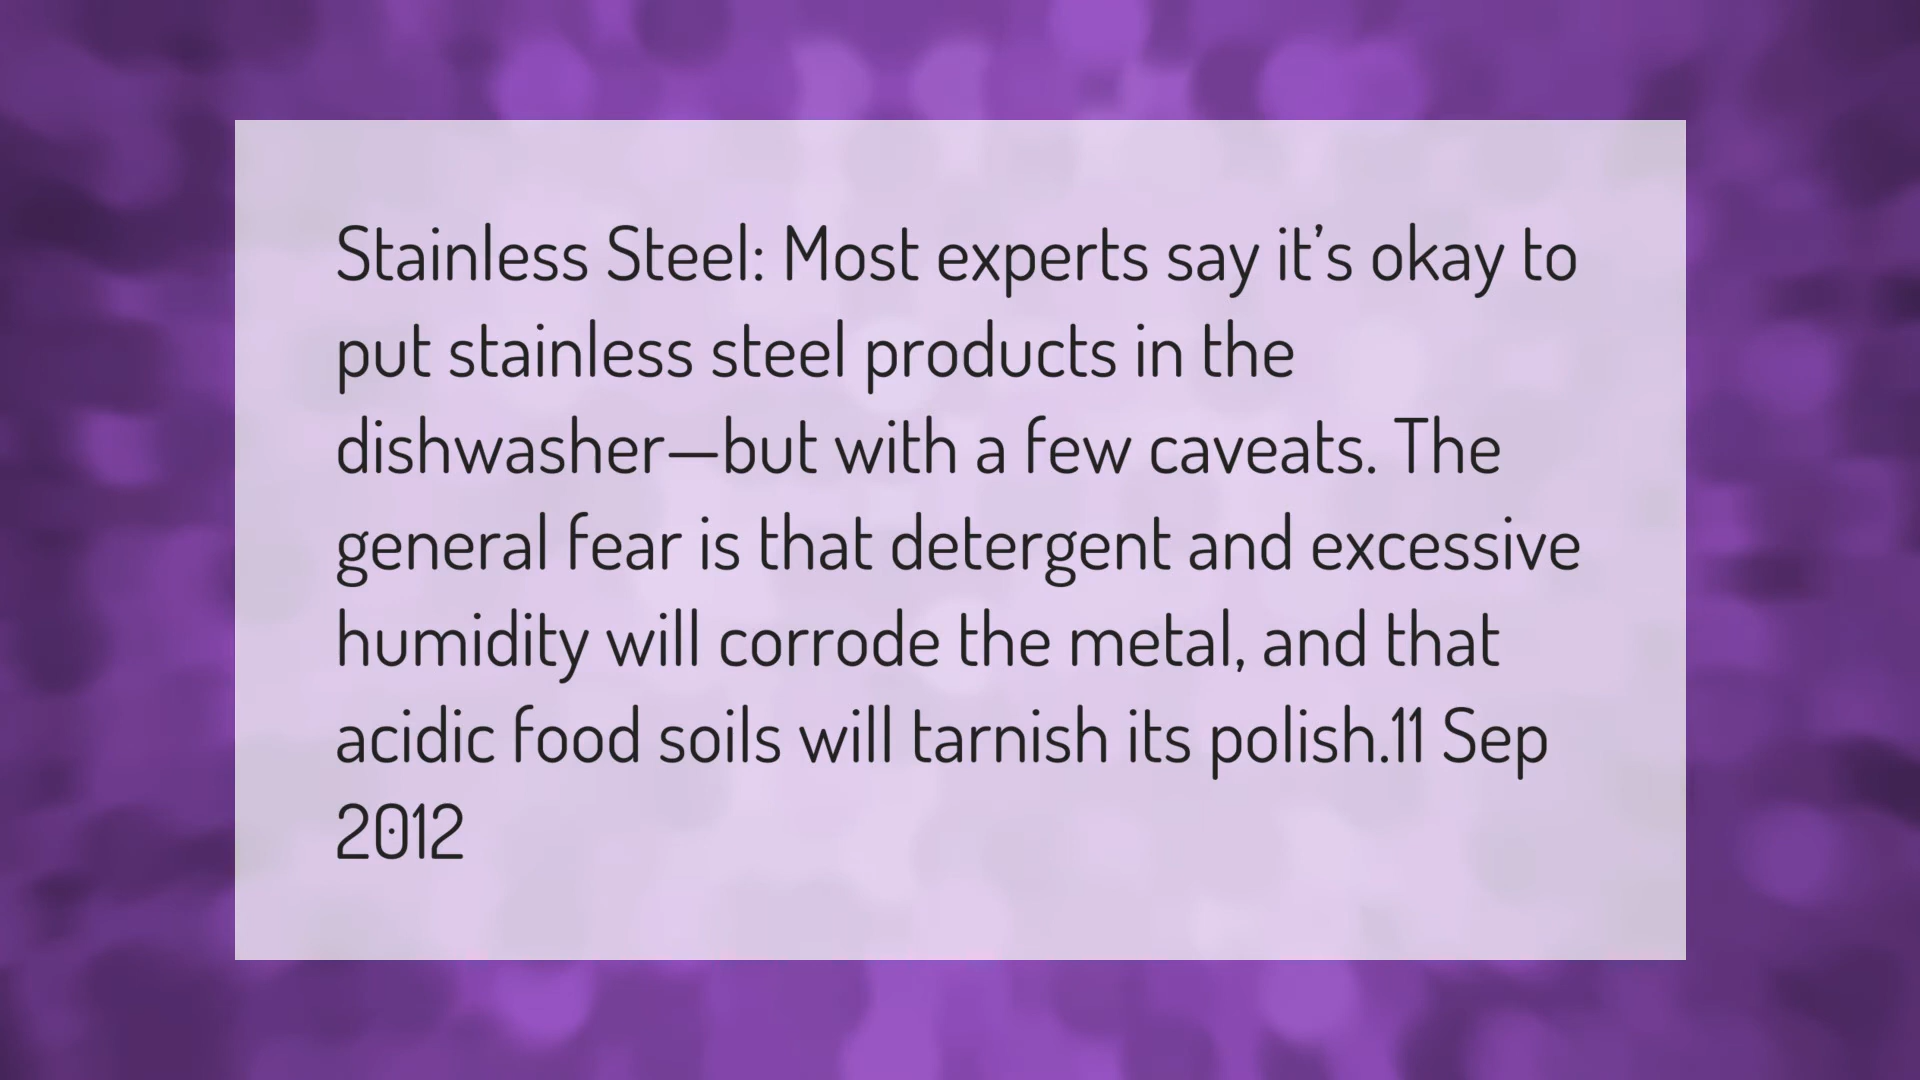 Stainless Steel: Most experts say it’s okay to
put stainless steel products in the
dishwasher—but with a few caveats. The
general fear is that detergent and excessive
humidity will corrode the metal, and that
acidic food soils will tarnish its polish.11 Sep
2012